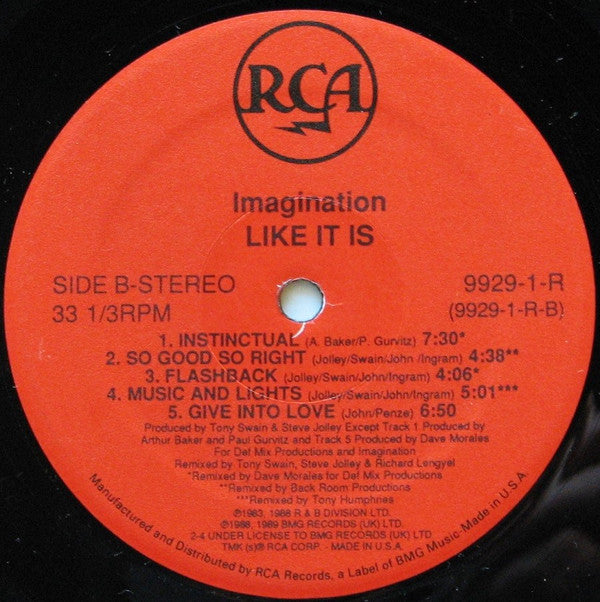 RCA
Imagination
LIKE IT IS
SIDE B-STEREO 9929-1-R
33 1/3RPM (9929-1-R-B)
1. INSTINCTUAL (A. Baker/P. Gurvitz) 7:30*
2. SO GOOD SO RIGHT (Jolley/Swain/John /Ingram) 4:38**
3. FLASHBACK (Jolley/Swain/John/Ingram) 4:06*
4. MUSIC AND LIGHTS (Jolley/Swain/John/Ingram) 5:01***
5. GIVE INTO LOVE (John/Penze) 6:50
Produced by Tony Swain & Steve Jolley Except Track 1 Produced by
Arthur Baker and Paul Gurvitz and Track 5 Produced by Dave Morales
For Def Mix Productions and Imagination
Remixed by Tony Swain, Steve Jolley & Richard Lengyel
*Remixed by Dave Morales for Def Mix Productions
**Remixed by Back Room Productions
***Remixed by Tony Humphries
℗1983, 1988 R & B DIVISION LTD.
℗1988, 1989 BMG RECORDS (UK) LTD.
2-4 UNDER LICENSE TO BMG RECORDS (UK) LTD.
TMK (s)® RCA CORP. - MADE IN U.S.A.
Manufactured and Distributed by RCA Records, a Label of BMG Music-Made in U.S.A.